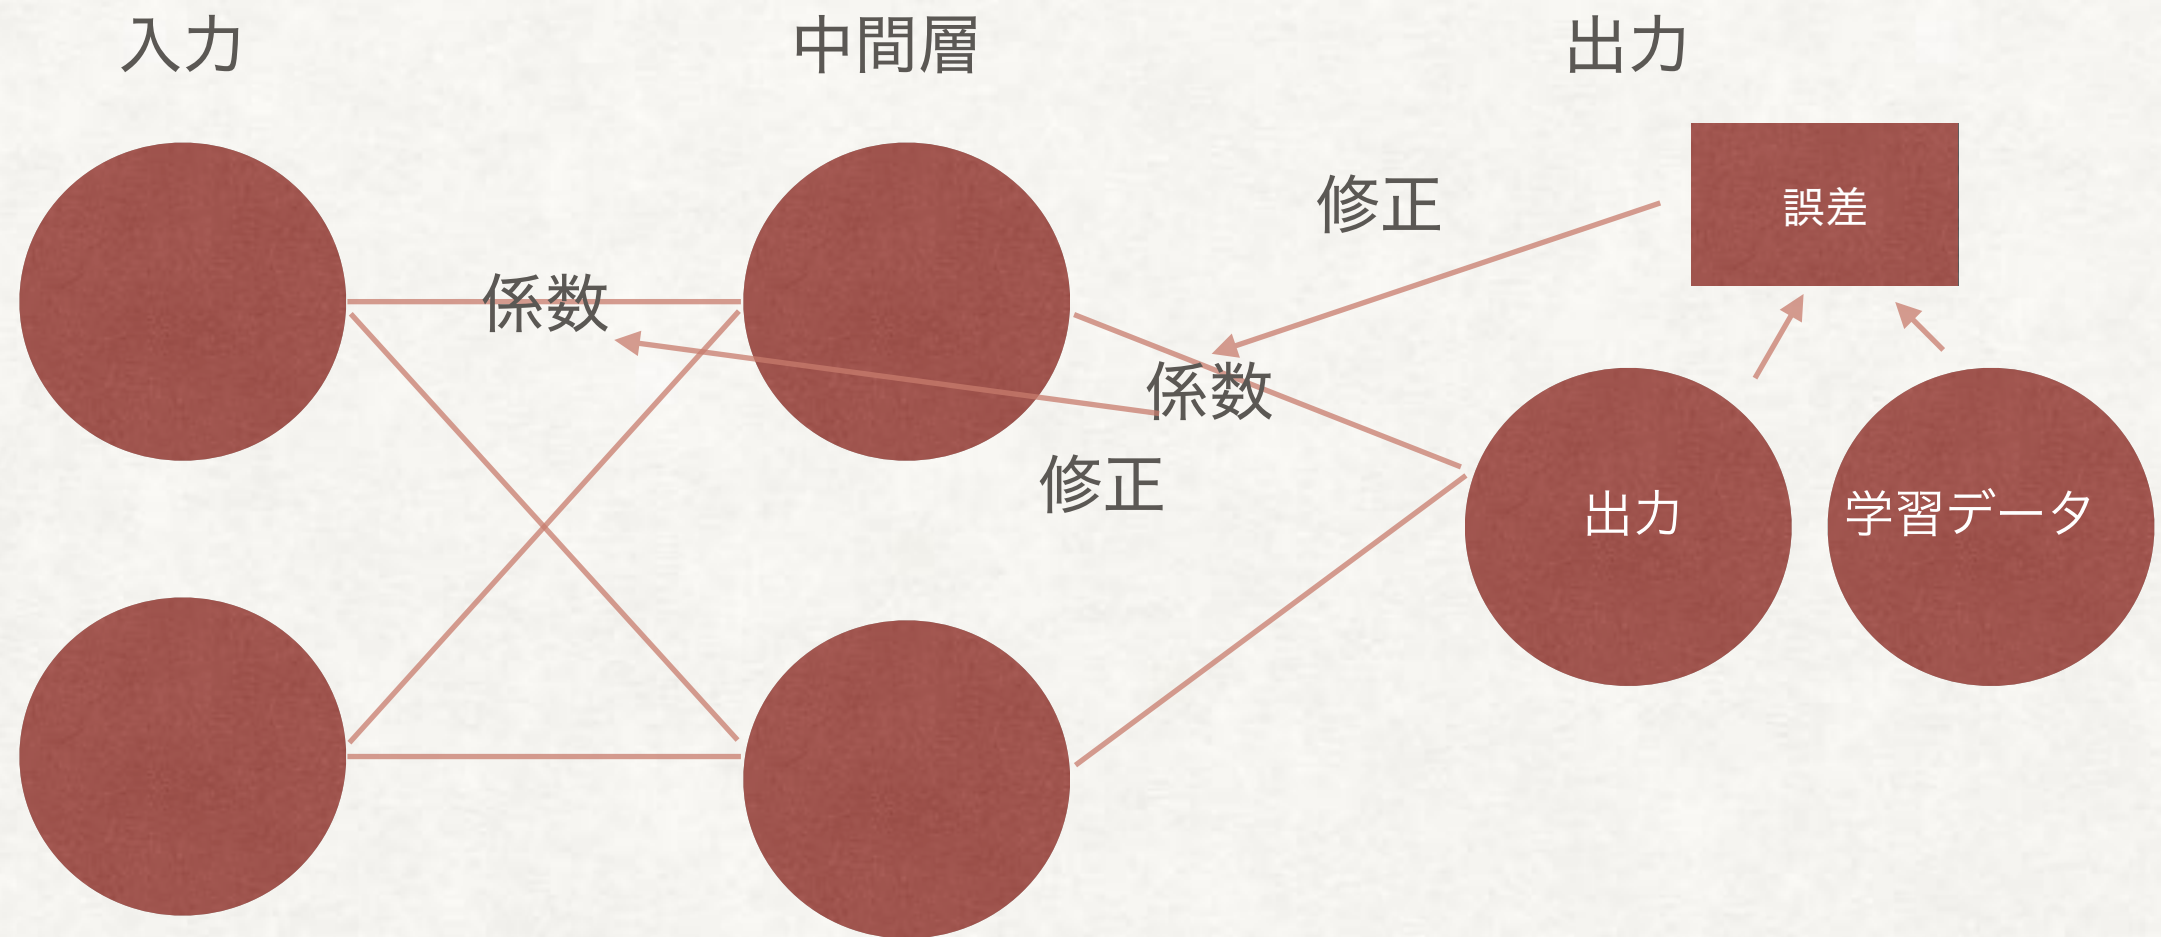 入力
中間層
出力
誤差
修正
係数
係数
修正
出力
学習データ